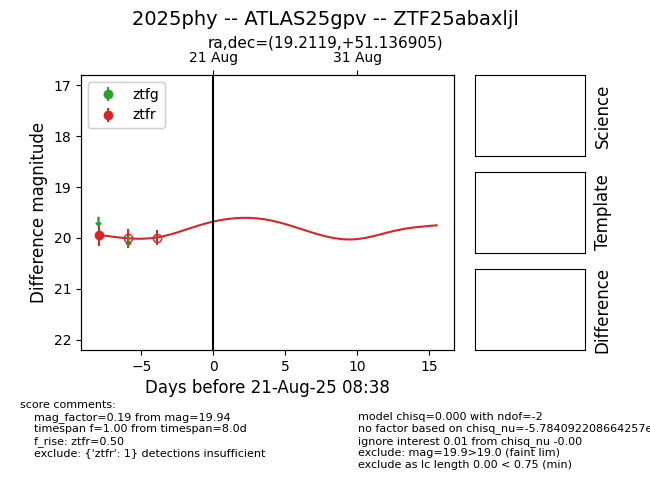 2025phy -- ATLAS25gpv -- ZTF25abaxljl
ra,dec=(19.2119,+51.136905)
21 Aug
31 Aug
ztfg
ztfr
17
18
19
20
21
22
Difference magnitude
−5
0
5
10
15
Days before 21-Aug-25 08:38
Science
Template
Difference
score comments:
mag_factor=0.19 from mag=19.94
timespan f=1.00 from timespan=8.0d
f_rise: ztfr=0.50
exclude: {'ztfr': 1} detections insufficient
model chisq=0.000 with ndof=-2
no factor based on chisq_nu=-5.784092208664257e
ignore interest 0.01 from chisq_nu -0.00
exclude: mag=19.9>19.0 (faint lim)
exclude as lc length 0.00 < 0.75 (min)